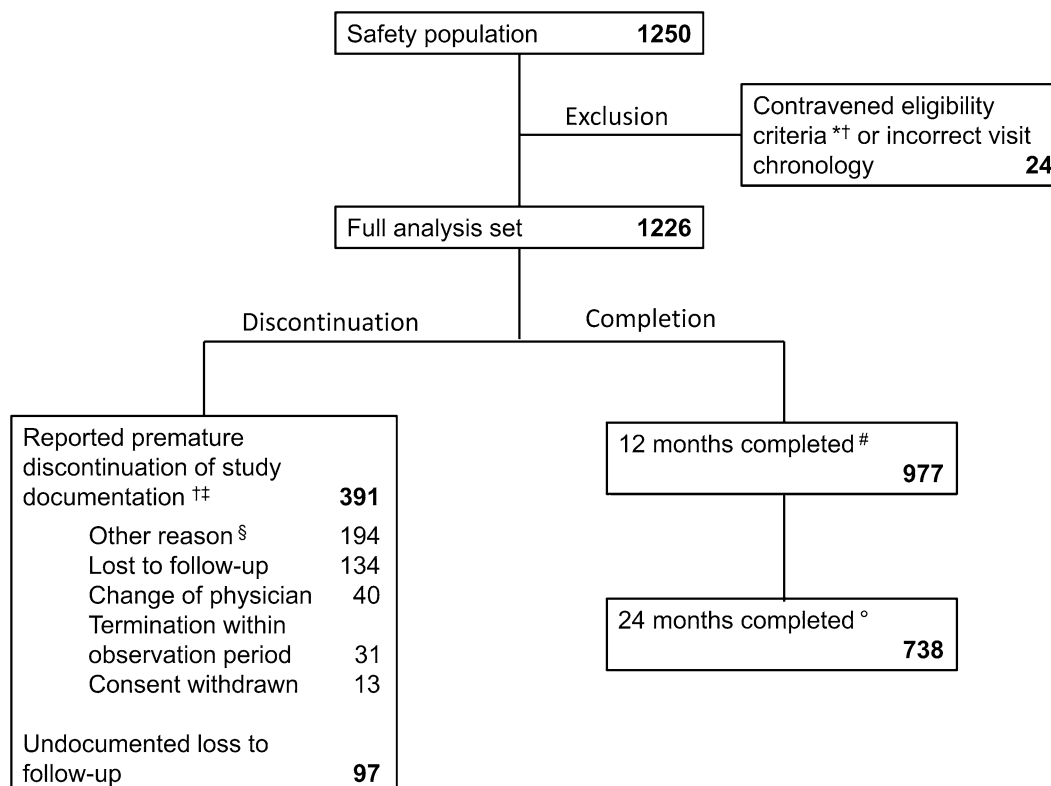 Safety population 1250
Exclusion
Contravened eligibility
criteria *† or incorrect visit
chronology 24
Full analysis set 1226
Discontinuation
Completion
Reported premature
discontinuation of study
documentation †‡ 391
Other reason § 194
Lost to follow-up 134
Change of physician 40
Termination within
observation period 31
Consent withdrawn 13
Undocumented loss to
follow-up 97
12 months completed #
977
24 months completed °
738